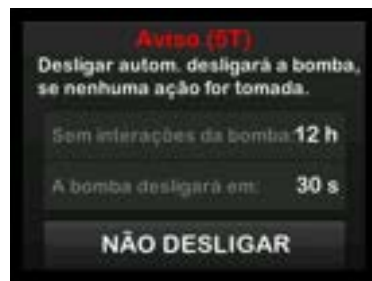 Aviso (5T)
Desligar autom. desligará a bomba,
se nenhuma ação for tomada.
Sem interações da bomba: 12 h
A bomba desligará em: 30 s
NÃO DESLIGAR